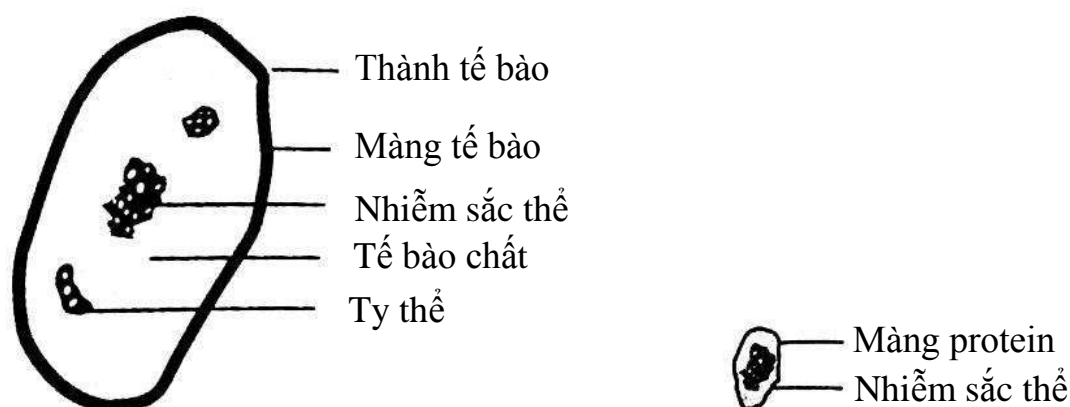 Thành tế bào
Màng tế bào
Nhiễm sắc thể
Tế bào chất
Ty thể
Màng protein
Nhiễm sắc thể